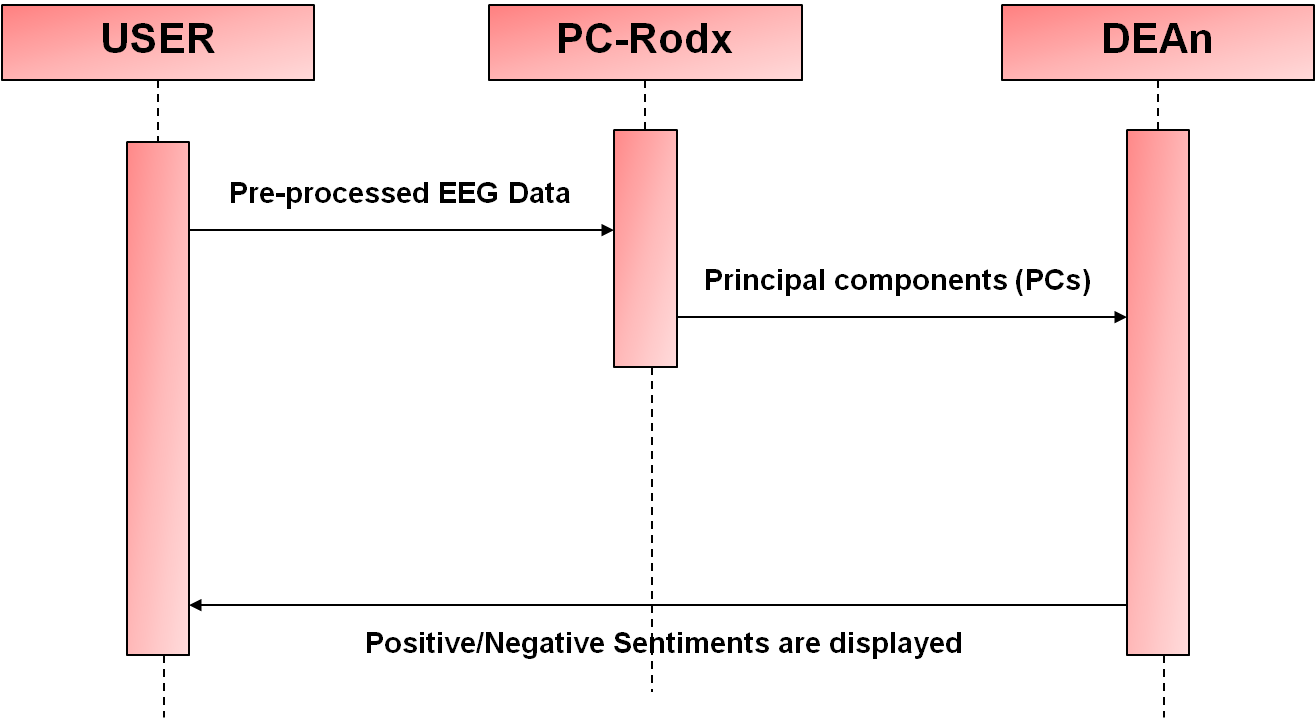 USER
PC-Rodx
DEAn
Pre-processed EEG Data
Principal components (PCs)
Positive/Negative Sentiments are displayed